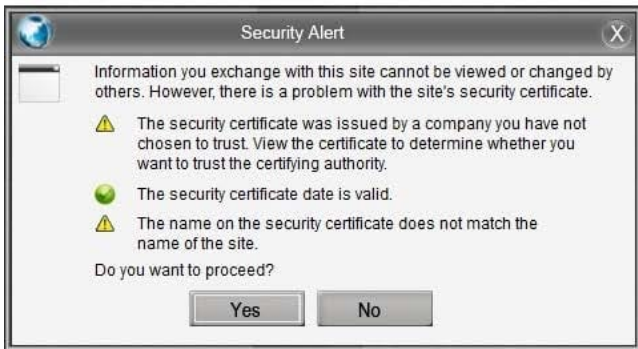 Security Alert
X
Information you exchange with this site cannot be viewed or changed by
others. However, there is a problem with the site's security certificate.
The security certificate was issued by a company you have not
chosen to trust. View the certificate to determine whether you
want to trust the certifying authority.
The security certificate date is valid.
The name on the security certificate does not match the
name of the site.
Do you want to proceed?
Yes No